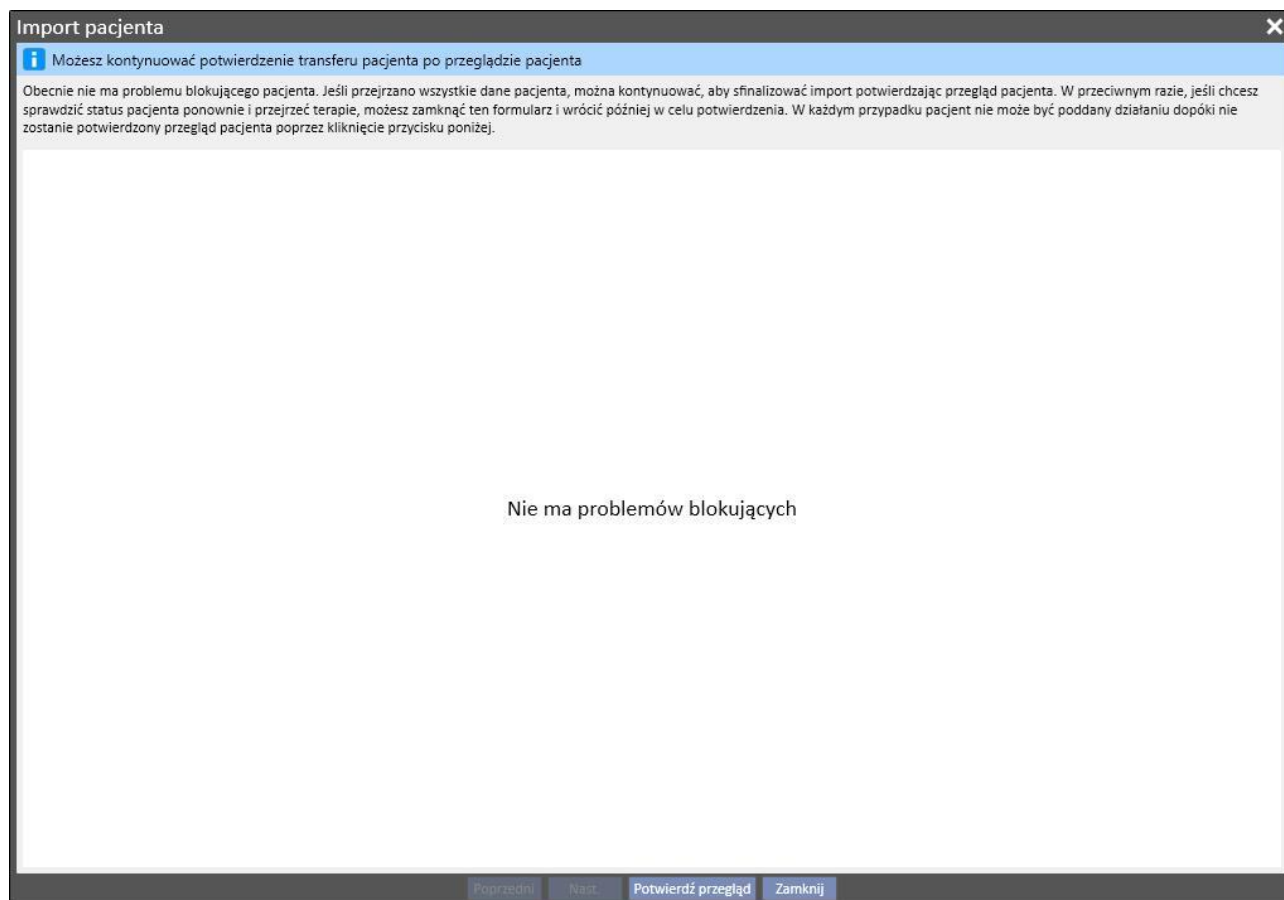 Import pacjenta
Możesz kontynuować potwierdzenie transferu pacjenta po przeglądzie pacjenta
Obecnie nie ma problemu blokującego pacjenta. Jeśli przejrzano wszystkie dane pacjenta, można kontynuować, aby sfinalizować import potwierdzając przegląd pacjenta. W przeciwnym razie, jeśli chcesz
sprawdzić status pacjenta ponownie i przejrzeć terapie, możesz zamknąć ten formularz i wrócić później w celu potwierdzenia. W każdym przypadku pacjent nie może być poddany działaniu dopóki nie
zostanie potwierdzony przegląd pacjenta poprzez kliknięcie przycisku poniżej.
Nie ma problemów blokujących
Poprzedni Nast. Potwierdź przegląd Zamknij